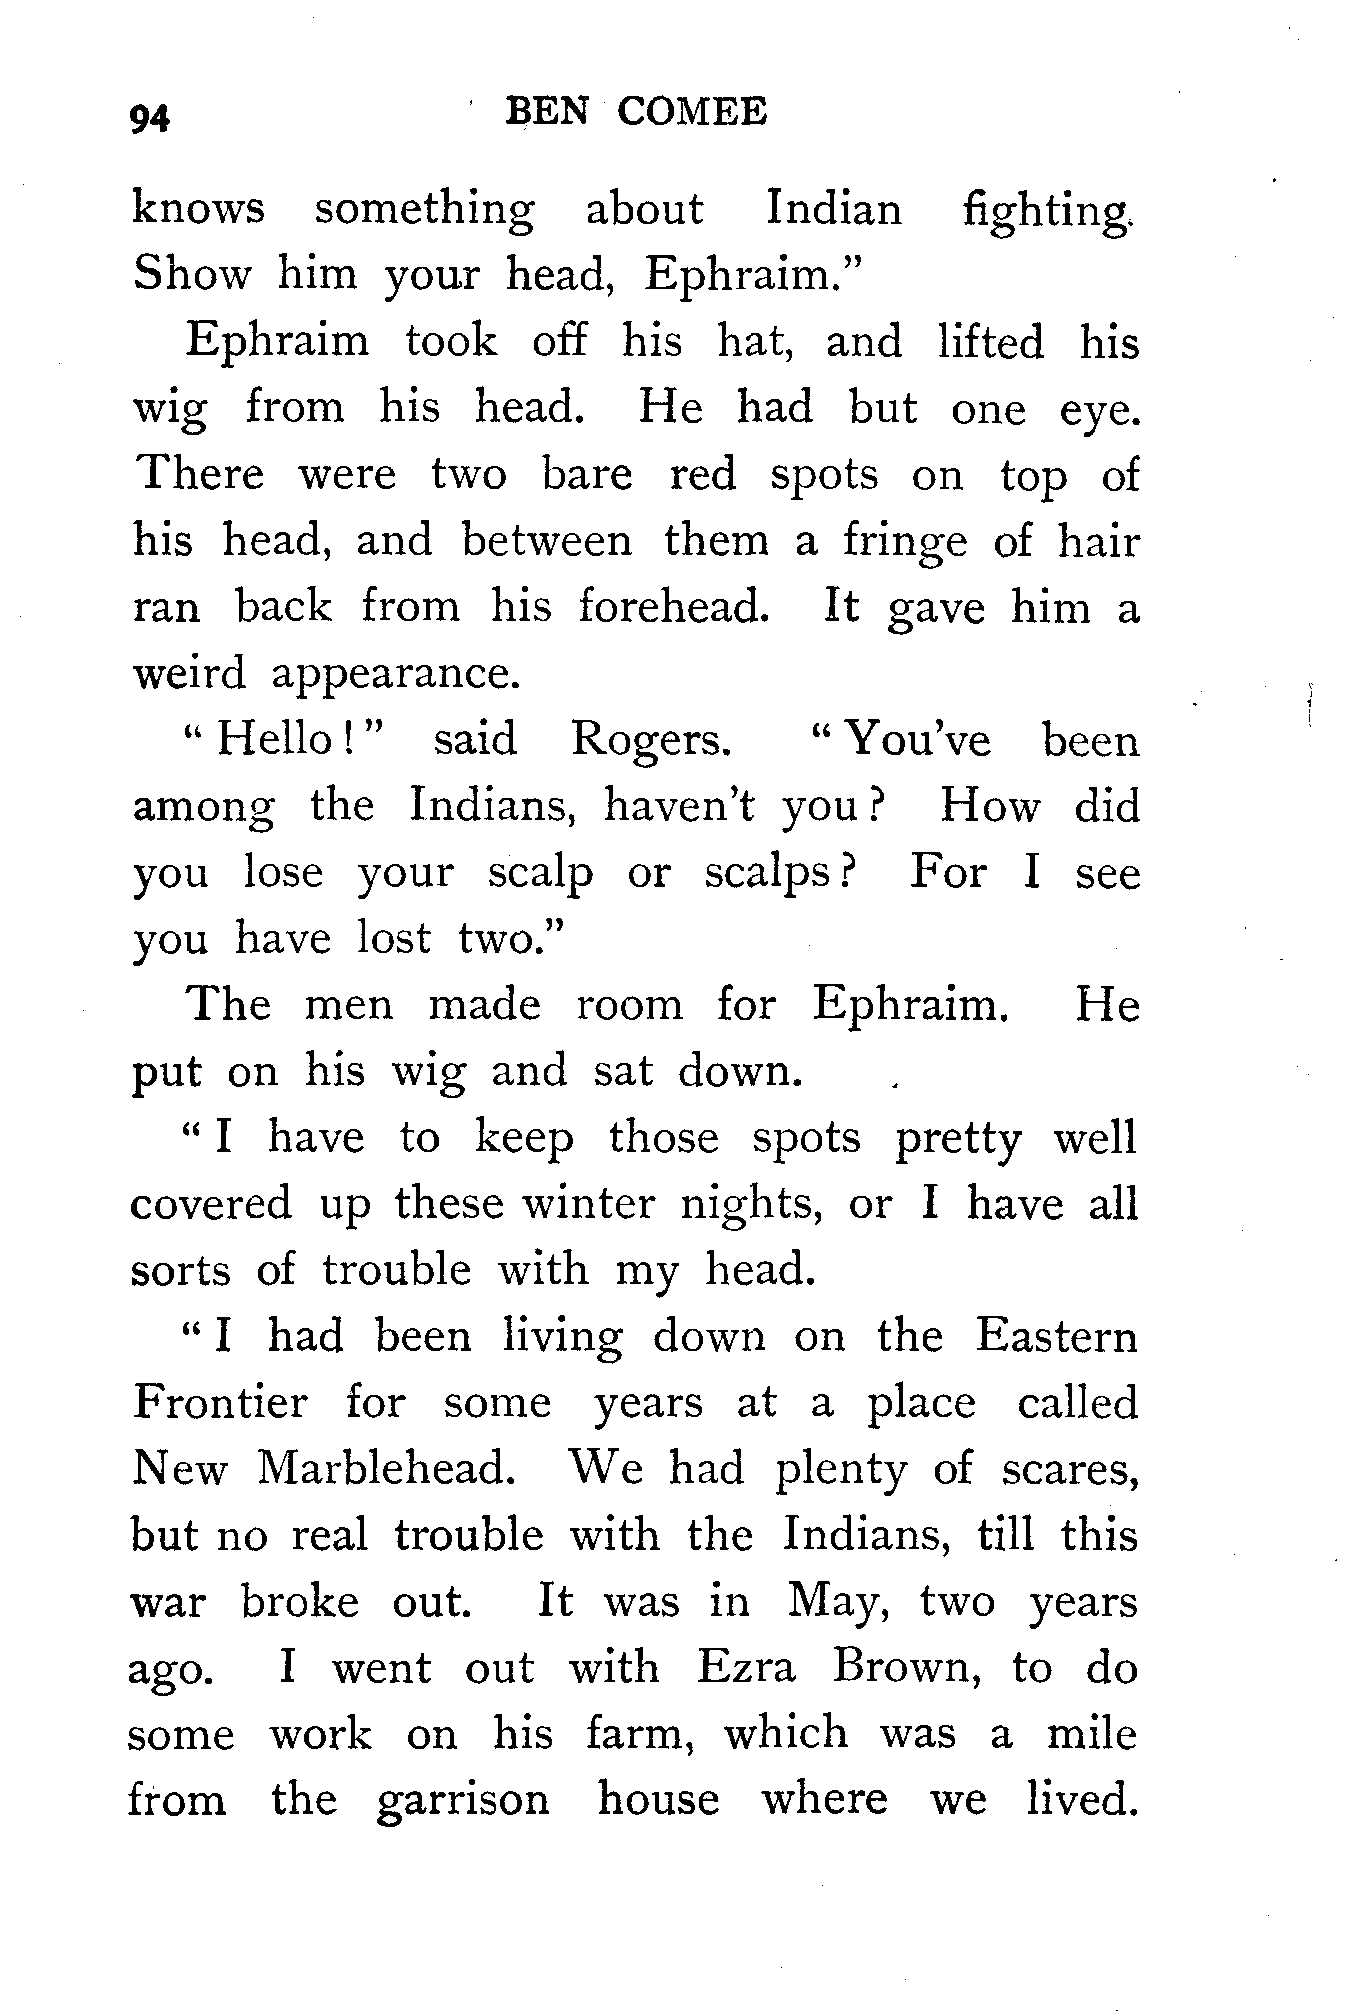 94 BEN COMEE
knows something about Indian fighting.
Show him your head, Ephraim.”
Ephraim took off his hat, and lifted his
wig from his head. He had but one eye.
There were two bare red spots on top of
his head, and between them a fringe of hair
ran back from his forehead. It gave him a
weird appearance.
“ Hello ! ” said Rogers. “ You’ve been
among the Indians, haven’t you ? How did
you lose your scalp or scalps ? For I see
you have lost two.”
The men made room for Ephraim. He
put on his wig and sat down.
“ I have to keep those spots pretty well
covered up these winter nights, or I have all
sorts of trouble with my head.
“ I had been living down on the Eastern
Frontier for some years at a place called
New Marblehead. We had plenty of scares,
but no real trouble with the Indians, till this
war broke out. It was in May, two years
ago. I went out with Ezra Brown, to do
some work on his farm, which was a mile
from the garrison house where we lived.